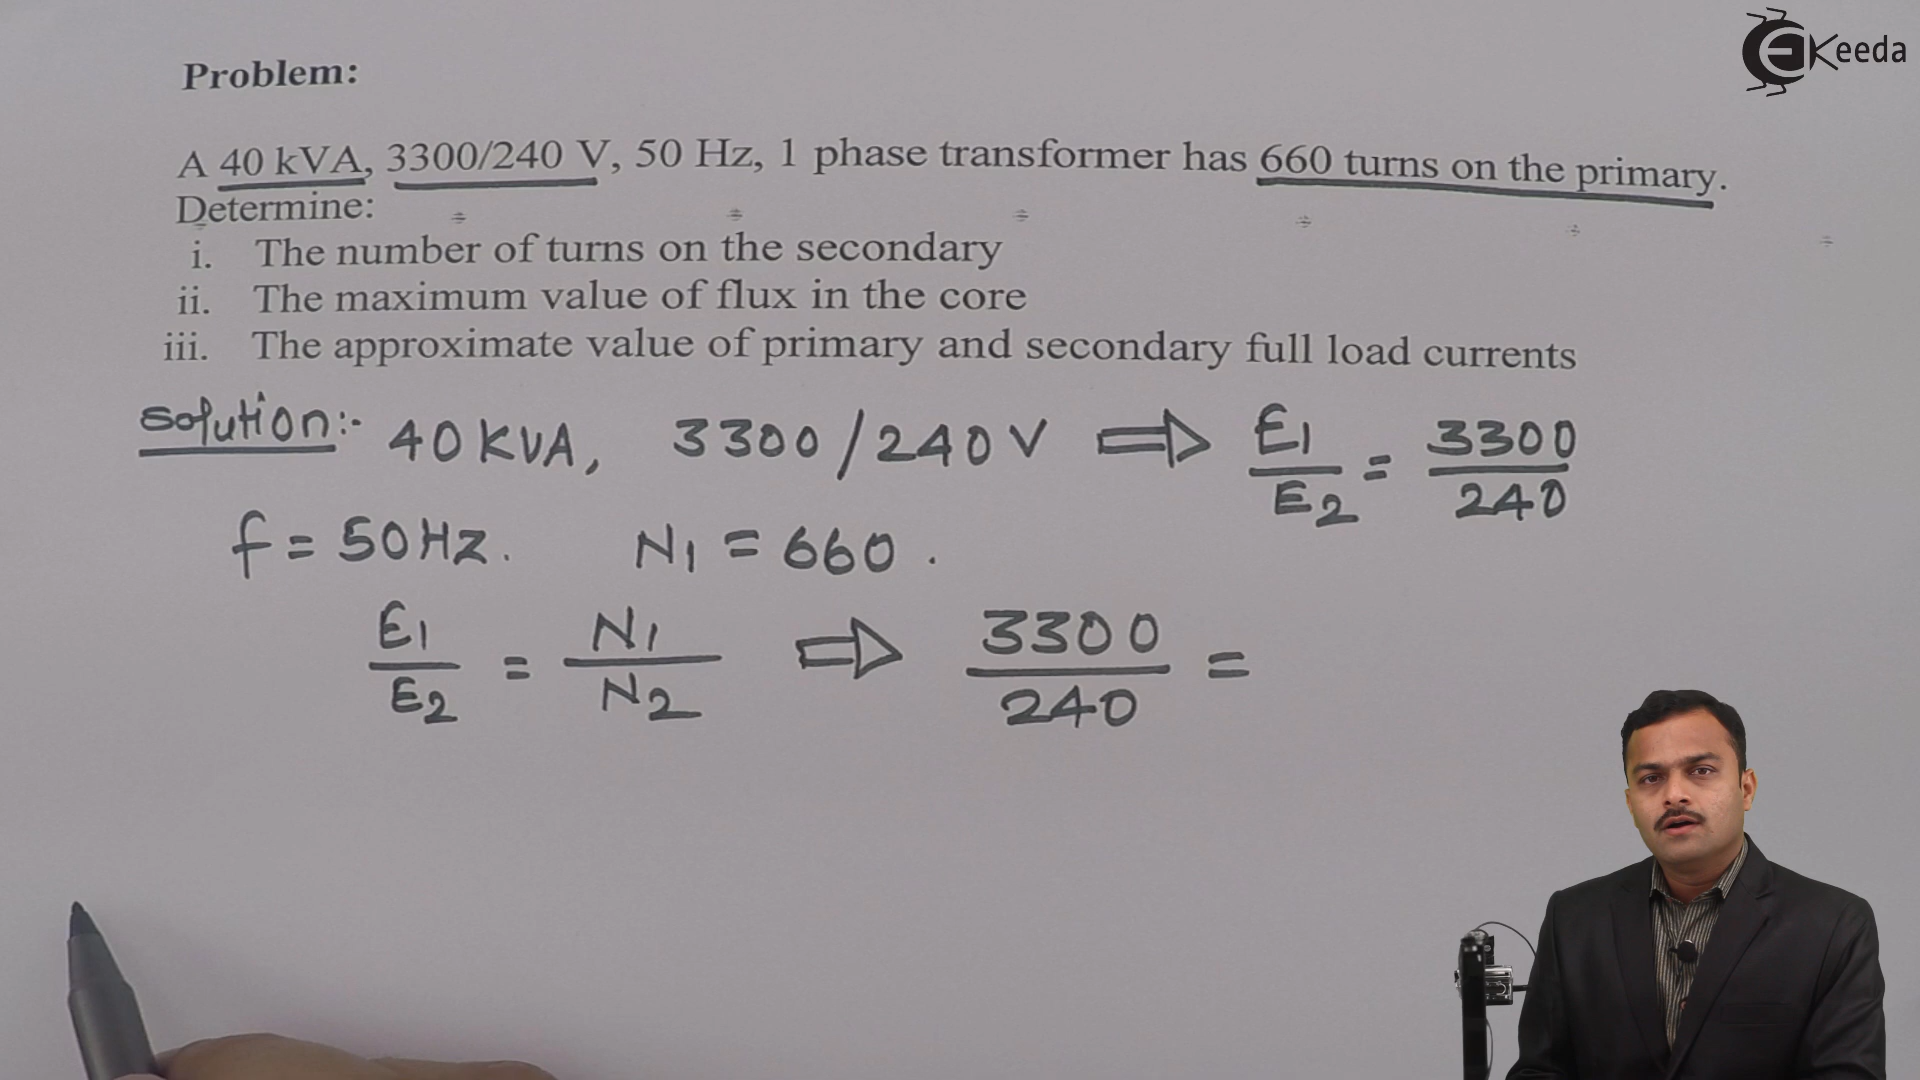 Keeda
Problem:
A 40 kVA, 3300/240 V, 50 Hz, 1 phase transformer has 660 turns on the primary.
Determine:
i. The number of turns on the secondary
ii. The maximum value of flux in the core
iii. The approximate value of primary and secondary full load currents
Solution:- 40 KVA, 3300/240 V ⇒ E1/E2 = 3300/240
f = 50 Hz. N1 = 660.
E1/E2 = N1/N2 ⇒ 3300/240 =